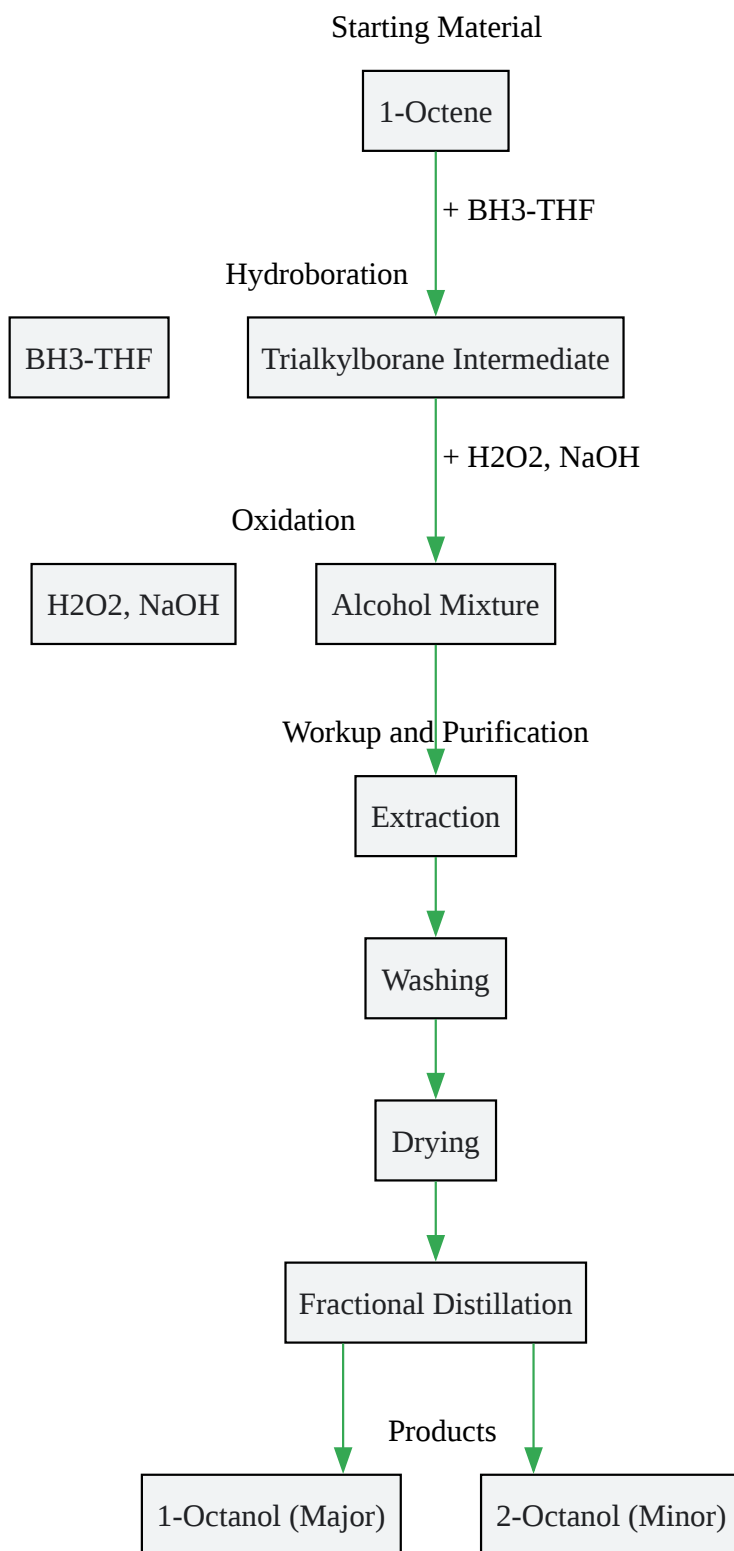 Starting Material
1-Octene
+ BH3-THF
Hydroboration
BH3-THF
Trialkylborane Intermediate
+ H2O2, NaOH
Oxidation
H2O2, NaOH
Alcohol Mixture
Workup and Purification
Extraction
Washing
Drying
Fractional Distillation
Products
1-Octanol (Major)
2-Octanol (Minor)